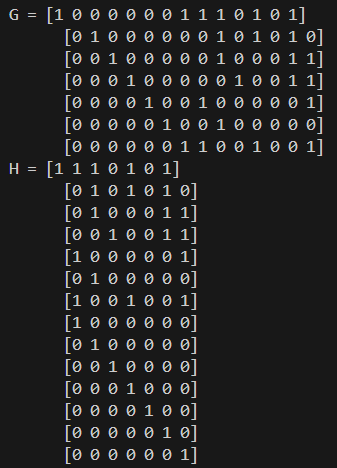 G = [1 0 0 0 0 0 0 1 1 1 0 1 0 1]
[0 1 0 0 0 0 0 0 1 0 1 0 1 0]
[0 0 1 0 0 0 0 0 1 0 0 0 1 1]
[0 0 0 1 0 0 0 0 0 1 0 0 1 1]
[0 0 0 0 1 0 0 1 0 0 0 0 0 1]
[0 0 0 0 0 1 0 0 1 0 0 0 0 0]
[0 0 0 0 0 0 1 1 0 0 1 0 0 1]
H = [1 1 1 0 1 0 1]
[0 1 0 1 0 1 0]
[0 1 0 0 0 1 1]
[0 0 1 0 0 1 1]
[1 0 0 0 0 0 1]
[0 1 0 0 0 0 0]
[1 0 0 1 0 0 1]
[1 0 0 0 0 0 0]
[0 1 0 0 0 0 0]
[0 0 1 0 0 0 0]
[0 0 0 1 0 0 0]
[0 0 0 0 1 0 0]
[0 0 0 0 0 1 0]
[0 0 0 0 0 0 1]